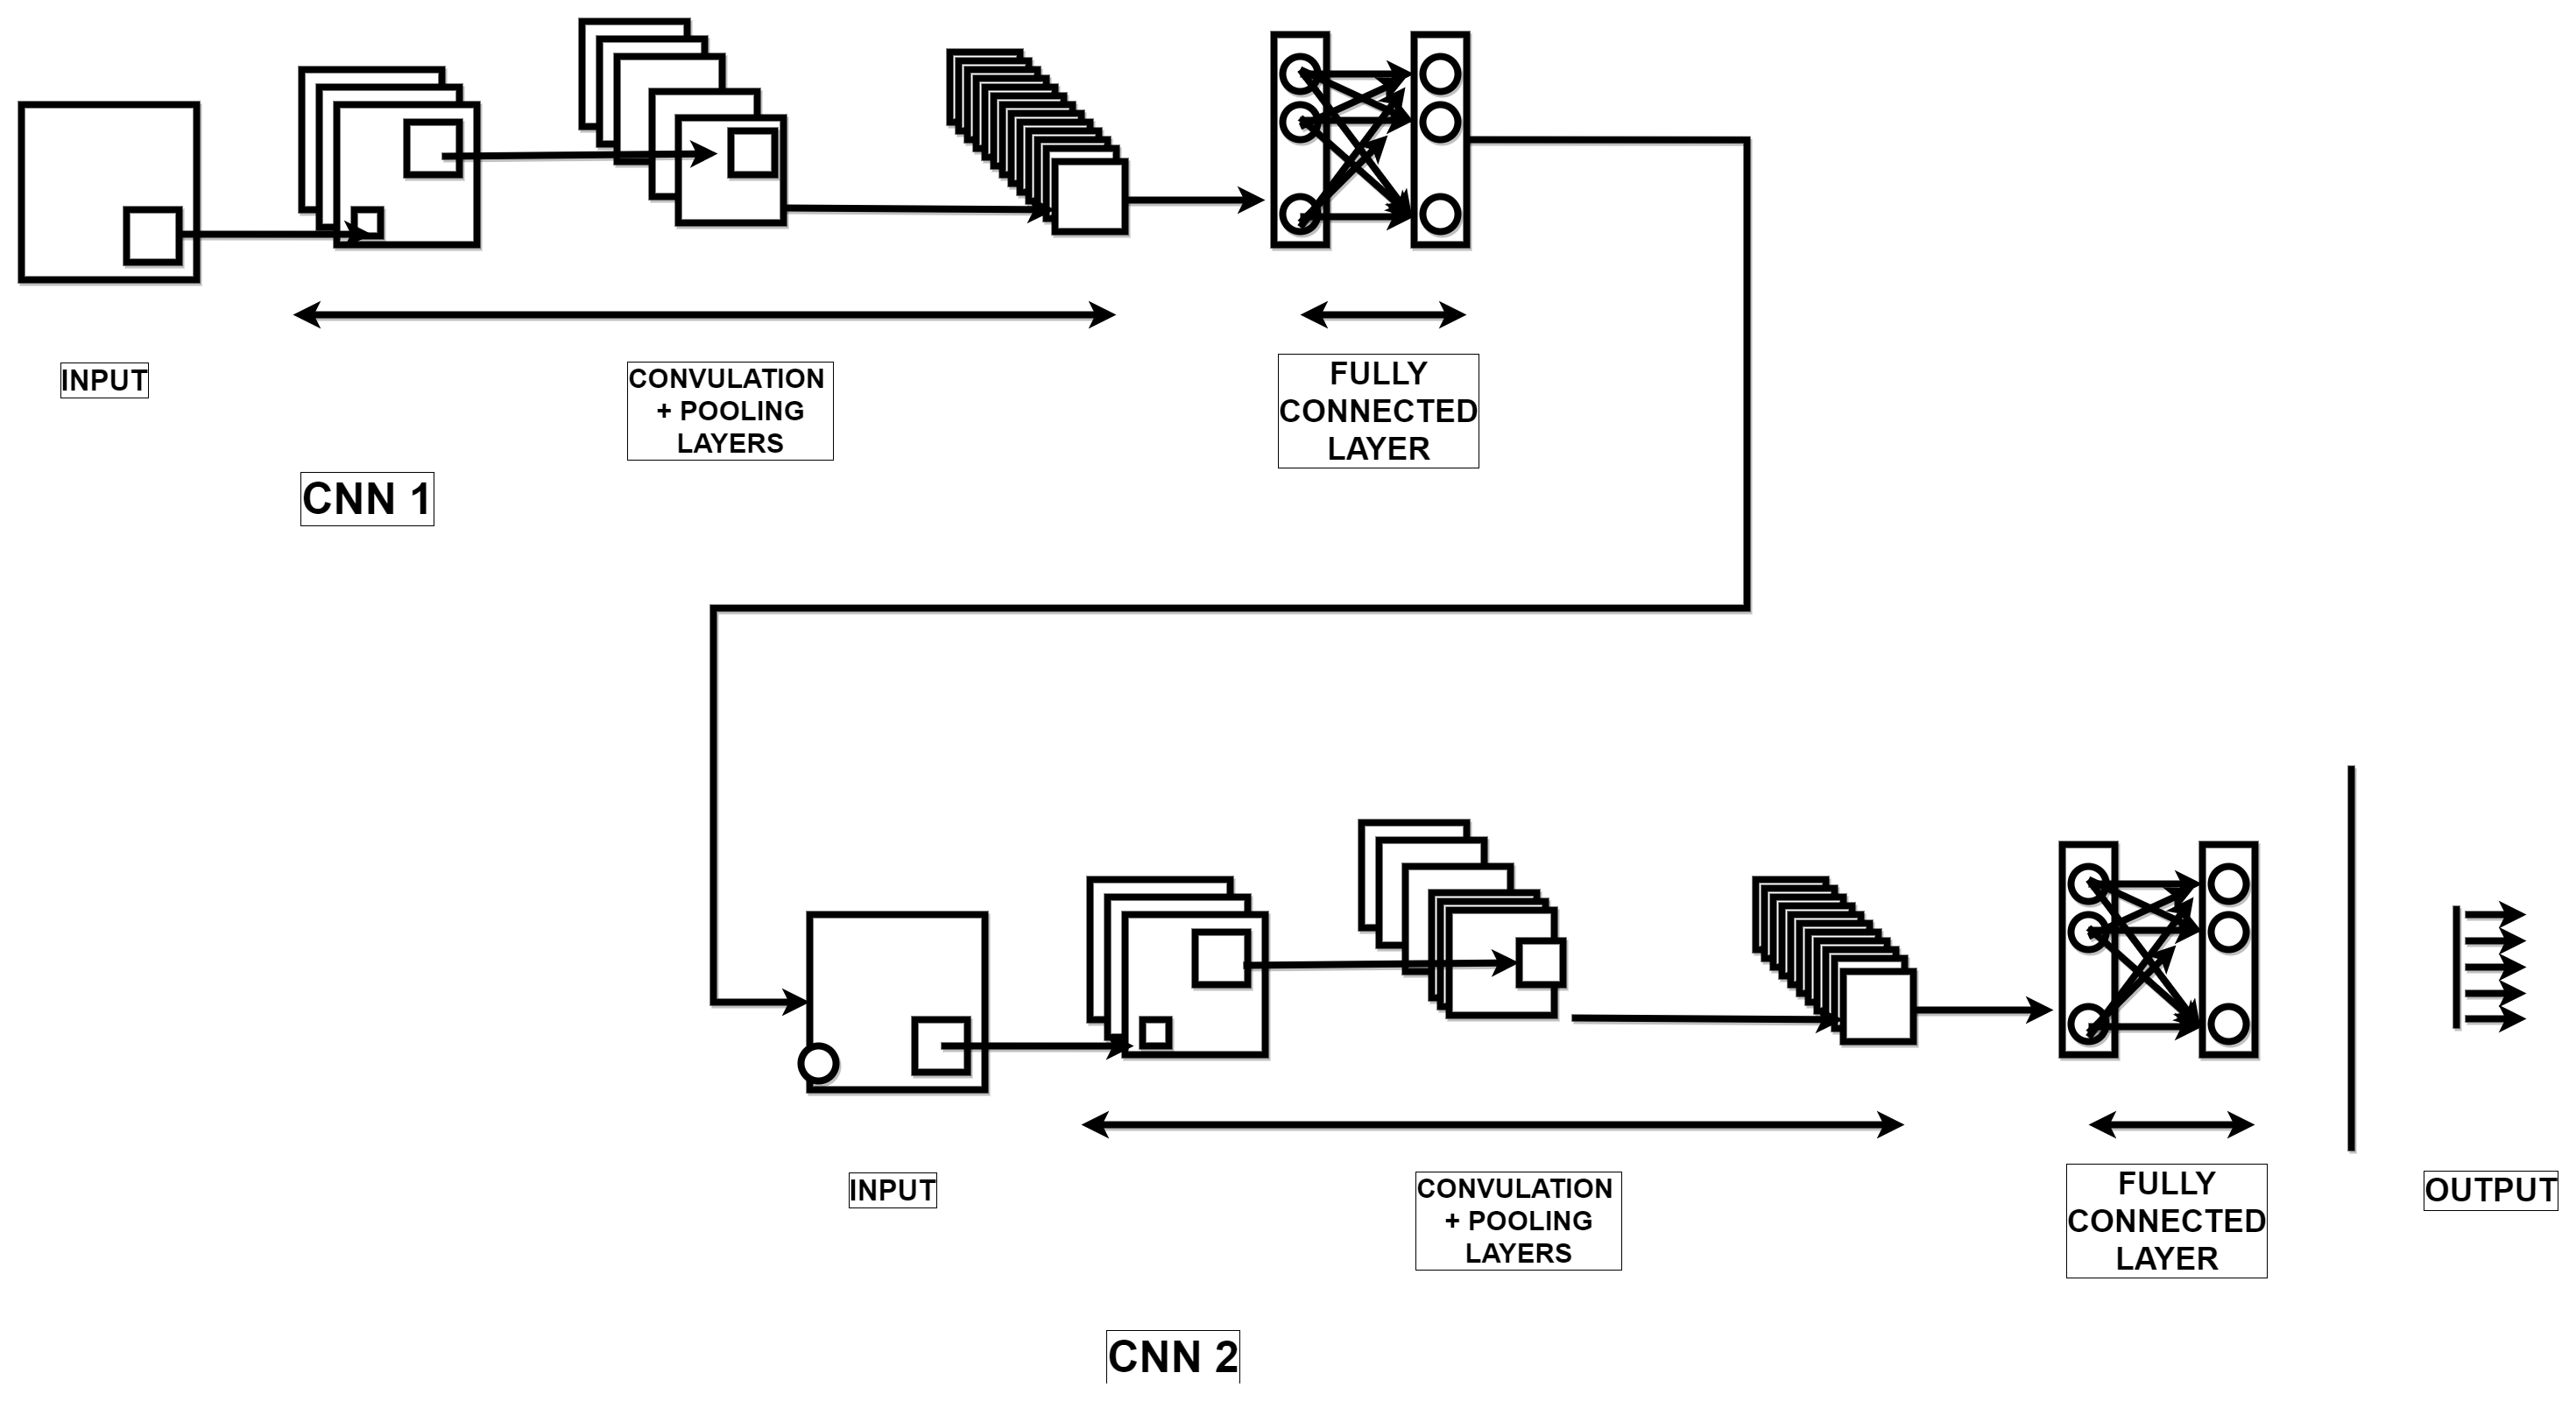 INPUT
CONVULATION
+ POOLING
LAYERS
FULLY
CONNECTED
LAYER
CNN 1
INPUT
CONVULATION
+ POOLING
LAYERS
FULLY
CONNECTED
LAYER
OUTPUT
CNN 2